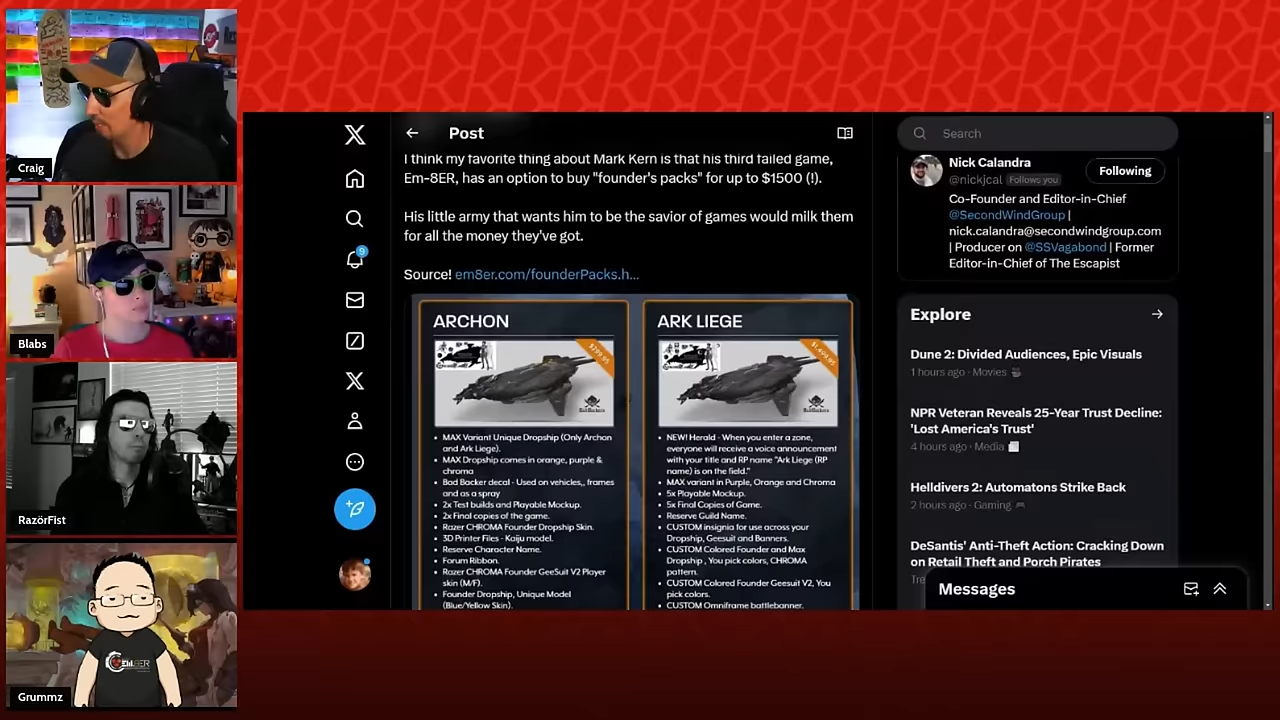 Craig
Blabs
RazörFist
EM8ER
Grummz
Post
I think my favorite thing about Mark Kern is that his third failed game,
Em-8ER, has an option to buy "founder's packs" for up to $1500 (!).
His little army that wants him to be the savior of games would milk them
for all the money they've got.
Source! em8er.com/founderPacks.h...
ARCHON
$299.95
MAX Variant Unique Dropship (Only Archon
and Ark Liege).
MAX Dropship comes in orange, purple &
chroma
Bad Backer decal - Used on vehicles,, frames
and as a spray
2x Test builds and Playable Mockup.
2x Final copies of the game.
Razer CHROMA Founder Dropship Skin.
3D Printer Files - Kaiju model.
Reserve Character Name.
Forum Ribbon.
Razer CHROMA Founder GeeSuit V2 Player
skin (M/F).
Founder Dropship, Unique Model
(Blue/Yellow Skin).
ARK LIEGE
$1,499.95
NEW! Herald - When you enter a zone,
everyone will receive a voice announcement
with your title and RP name "Ark Liege (RP
name) is on the field."
MAX variant in Purple, Orange and Chroma
5x Playable Mockup.
5x Final Copies of Game.
Reserve Guild Name.
CUSTOM insignia for use across your
Dropship, Geesuit and Banners.
CUSTOM Colored Founder and Max
Dropship , You pick colors, CHROMA
pattern.
CUSTOM Colored Founder Geesuit V2, You
pick colors.
CUSTOM Omniframe battlebanner.
Search
Nick Calandra
@nickjcal Follows you
Following
Co-Founder and Editor-in-Chief
@SecondWindGroup |
nick.calandra@secondwindgroup.com
| Producer on @SSVagabond | Former
Editor-in-Chief of The Escapist
Explore
Dune 2: Divided Audiences, Epic Visuals
1 hours ago · Movies
NPR Veteran Reveals 25-Year Trust Decline:
'Lost America's Trust'
4 hours ago · Media
Helldivers 2: Automatons Strike Back
2 hours ago · Gaming
DeSantis' Anti-Theft Action: Cracking Down
on Retail Theft and Porch Pirates
Messages
9